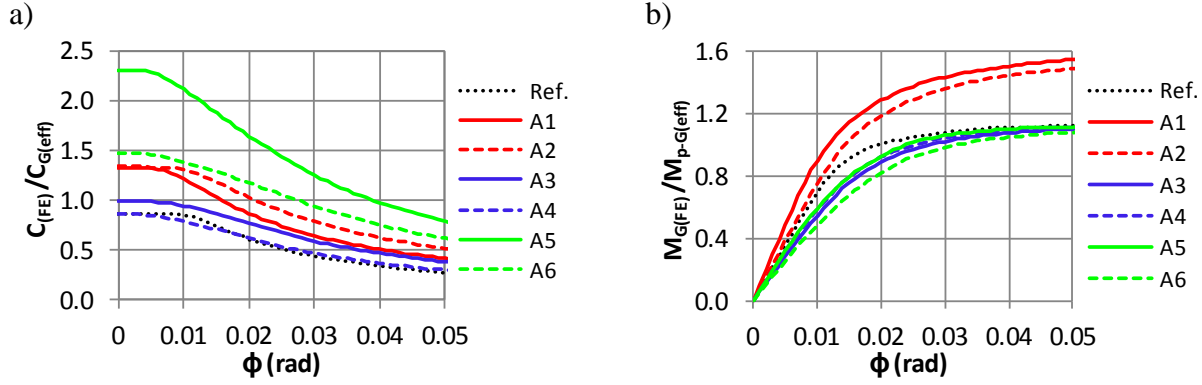 a)
C(FE) /CG(eff)
2.5
2.0
1.5
1.0
0.5
0.0
0 0.01 0.02 0.03 0.04 0.05
Φ (rad)
Ref.
A1
A2
A3
A4
A5
A6
b)
MG(FE) /Mp-G(eff)
1.6
1.2
0.8
0.4
0.0
0 0.01 0.02 0.03 0.04 0.05
Φ (rad)
Ref.
A1
A2
A3
A4
A5
A6